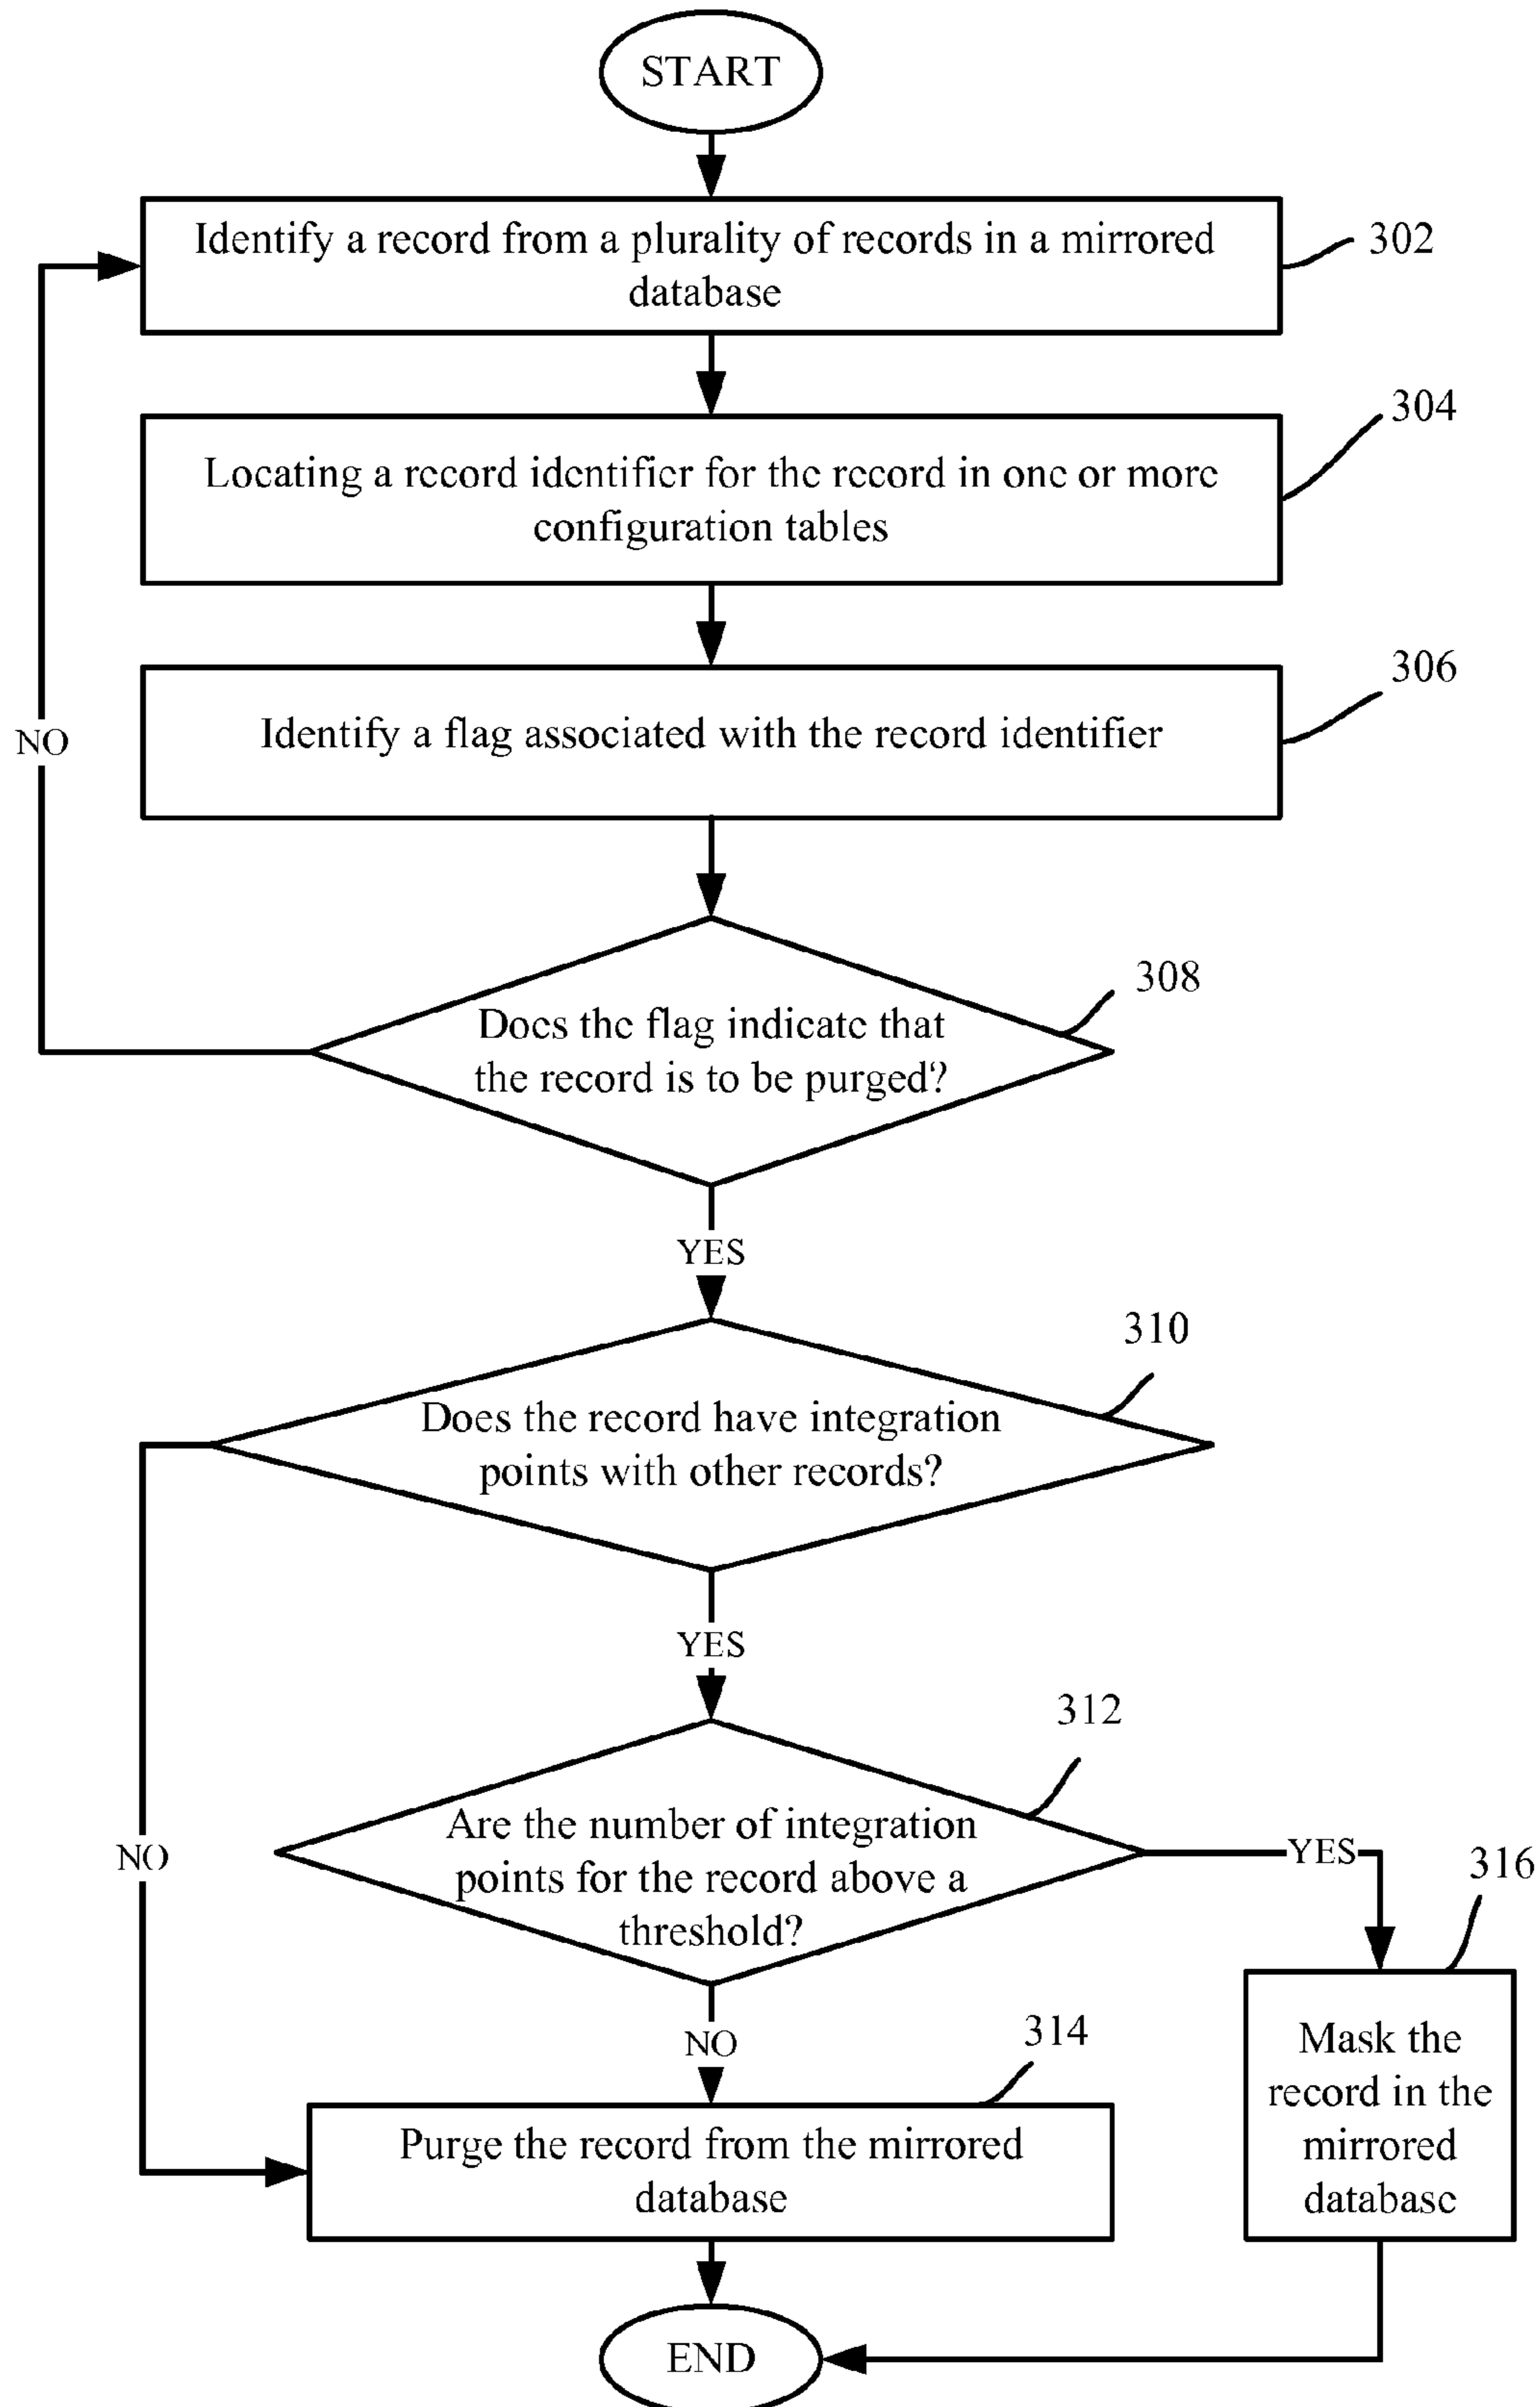 START
Identify a record from a plurality of records in a mirrored
database
302
Locating a record identifier for the record in one or more
configuration tables
304
Identify a flag associated with the record identifier
306
NO
Does the flag indicate that
the record is to be purged?
308
YES
Does the record have integration
points with other records?
310
YES
Are the number of integration
points for the record above a
threshold?
312
NO
YES
316
NO
Mask the
record in the
mirrored
database
314
Purge the record from the mirrored
database
END